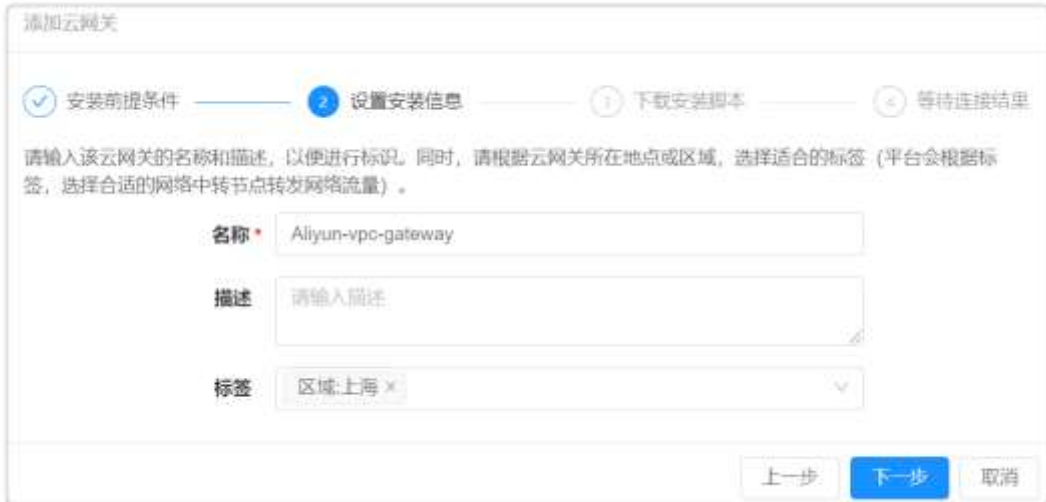 添加云网关
安装前提条件
2 设置安装信息
3 下载安装脚本
4 等待连接结果
请输入该云网关的名称和描述，以便进行标识。同时，请根据云网关所在地点或区域，选择适合的标签（平台会根据标
签，选择合适的网络中转节点转发网络流量）。
名称 * Aliyun-vpc-gateway
描述 请输入描述
标签 区域:上海 ×
上一步 下一步 取消